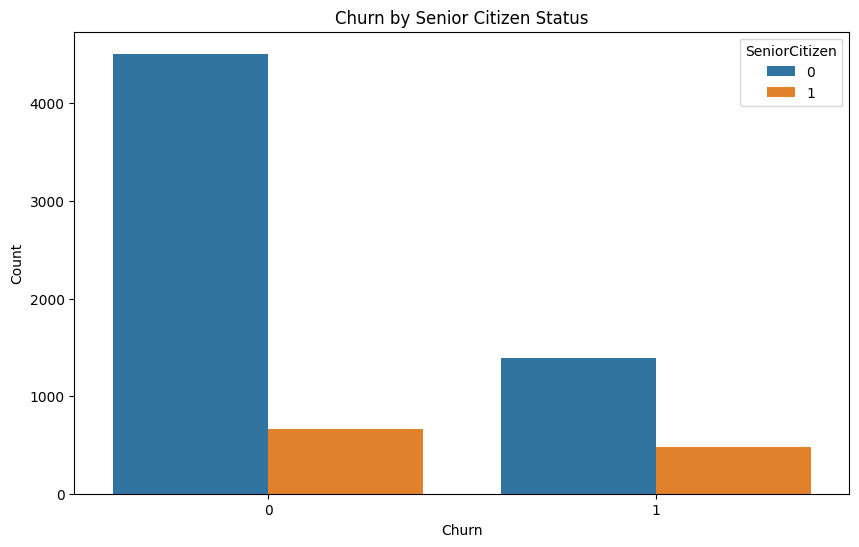 Churn by Senior Citizen Status
SeniorCitizen
0
1
Count
4000
3000
2000
1000
0
0 1
Churn